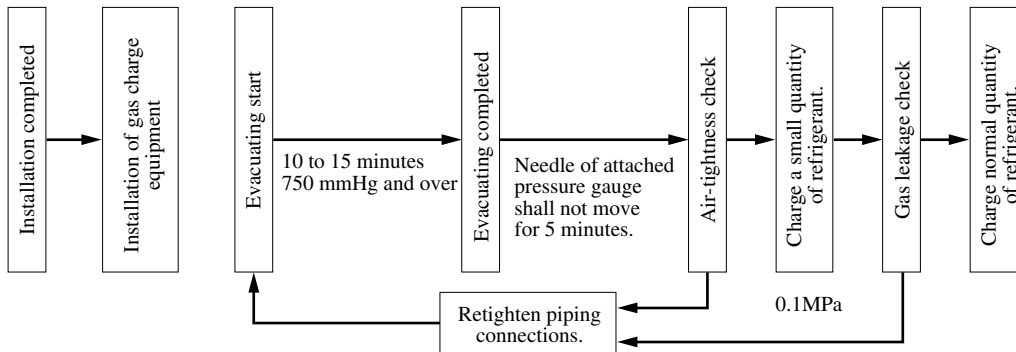 Installation completed
Installation of gas charge
equipment
Evacuating start
10 to 15 minutes
750 mmHg and over
Evacuating completed
Needle of attached
pressure gauge
shall not move
for 5 minutes.
Air-tightness check
Charge a small quantity
of refrigerant.
Gas leakage check
Charge normal quantity
of refrigerant.
Retighten piping
connections.
0.1MPa